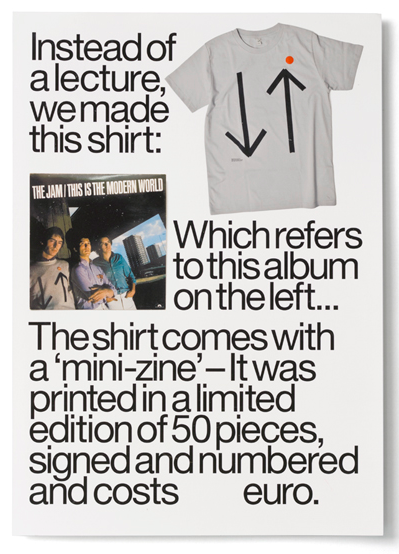 Instead of
a lecture,
we made
this shirt:
THE JAM / THIS IS THE MODERN WORLD
Which refers
to this album
on the left...
The shirt comes with
a ‘mini-zine’ – It was
printed in a limited
edition of 50 pieces,
signed and numbered
and costs euro.